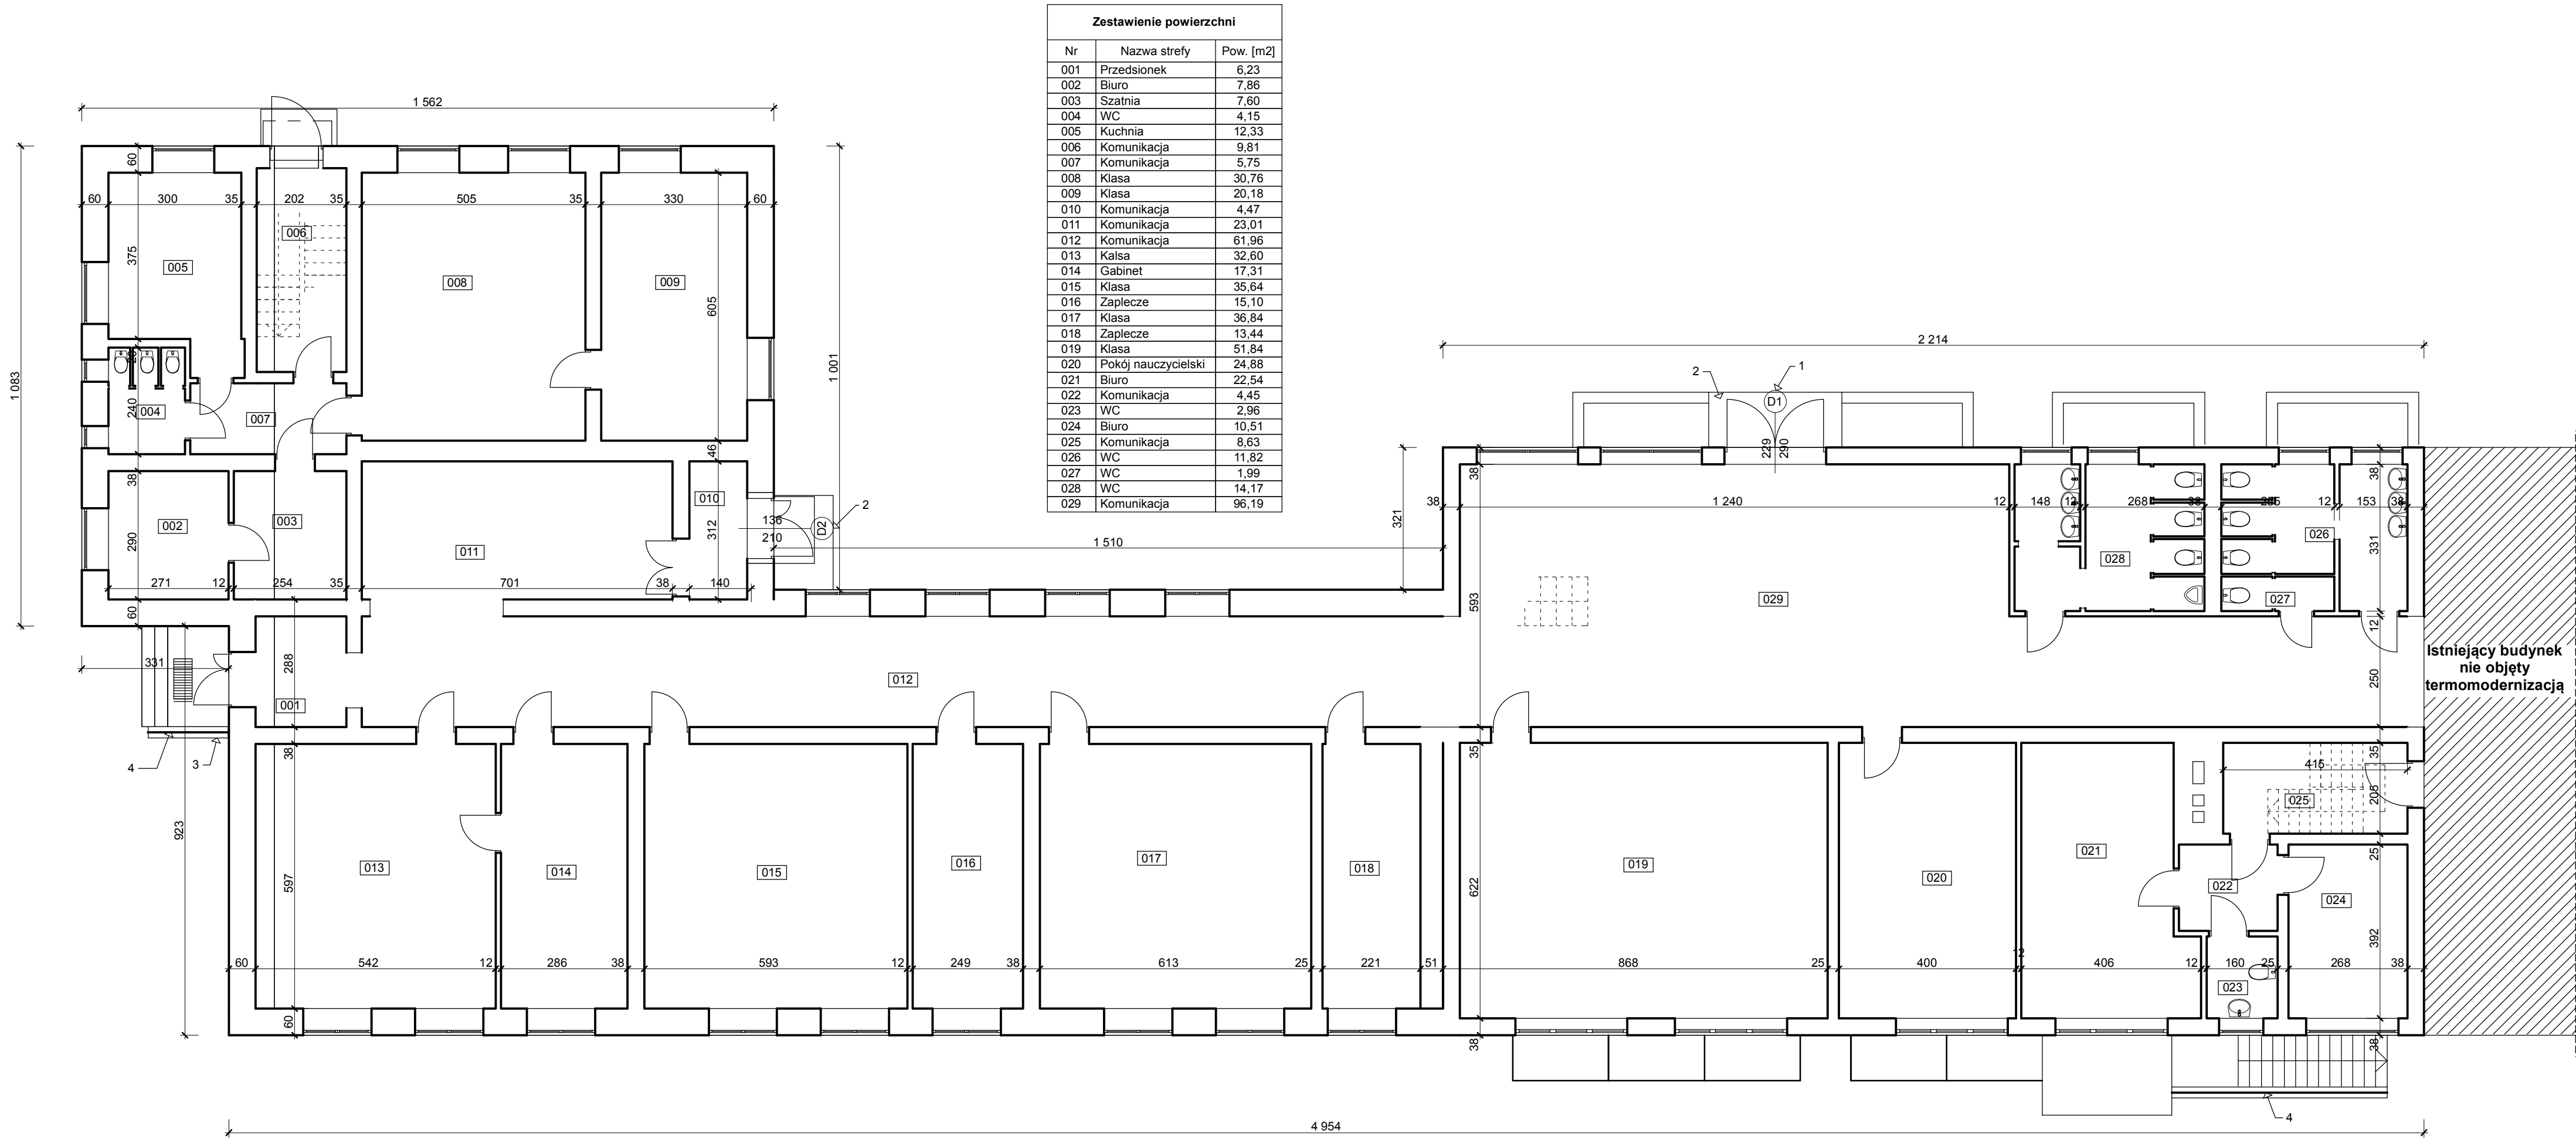 Zestawienie powierzchni
Nr Nazwa strefy Pow. [m2]
001 Przedsionek 6,23
002 Biuro 7,86
003 Szatnia 7,60
004 WC 4,15
005 Kuchnia 12,33
006 Komunikacja 9,81
007 Komunikacja 5,75
008 Klasa 30,76
009 Klasa 20,18
010 Komunikacja 4,47
011 Komunikacja 23,01
012 Komunikacja 61,96
013 Kalsa 32,60
014 Gabinet 17,31
015 Klasa 35,64
016 Zaplecze 15,10
017 Klasa 36,84
018 Zaplecze 13,44
019 Klasa 51,84
020 Pokój nauczycielski 24,88
021 Biuro 22,54
022 Komunikacja 4,45
023 WC 2,96
024 Biuro 10,51
025 Komunikacja 8,63
026 WC 11,82
027 WC 1,99
028 WC 14,17
029 Komunikacja 96,19
1 562
1 083
1 001
60
60 300 35 202 35 505 35 330 60
006
375
005
008
009
605
20
240
004
007
46
38
002
003
010
290
011
312
136
210
D2
2
271 12 254 35 701 38 140
60
331
288
001
012
1 510
321
2 214
2
1
D1
229
290
38
38
38 1 240 12 148 12 268 38 255 12 153 38
026
331
028
593
029
027
12
250
Istniejący budynek
nie objęty
termomodernizacją
4
3
38
35
35
415
025
205
923
013
597
014
015
016
017
018
019
622
020
021
25
022
024
392
60 542 12 286 38 593 12 249 38 613 25 221 51 868 25 400 12 406 12 160 25 268 38
023
60
38
38
4
4 954